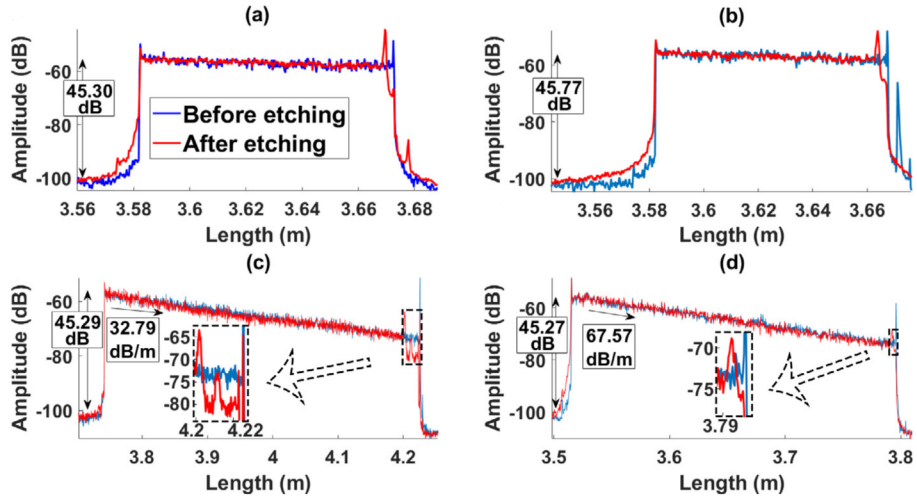 (a)
Amplitude (dB)
-60
-80
-100
45.30
dB
Before etching
After etching
3.56 3.58 3.6 3.62 3.64 3.66 3.68
Length (m)
(b)
Amplitude (dB)
-60
-80
-100
45.77
dB
3.56 3.58 3.6 3.62 3.64 3.66
Length (m)
(c)
Amplitude (dB)
-60
-80
-100
45.29
dB
32.79
dB/m
-65
-70
-75
-80
4.2 4.22
3.8 3.9 4 4.1 4.2
Length (m)
(d)
Amplitude (dB)
-60
-80
-100
45.27
dB
67.57
dB/m
-70
-75
3.79
3.5 3.6 3.7 3.8
Length (m)